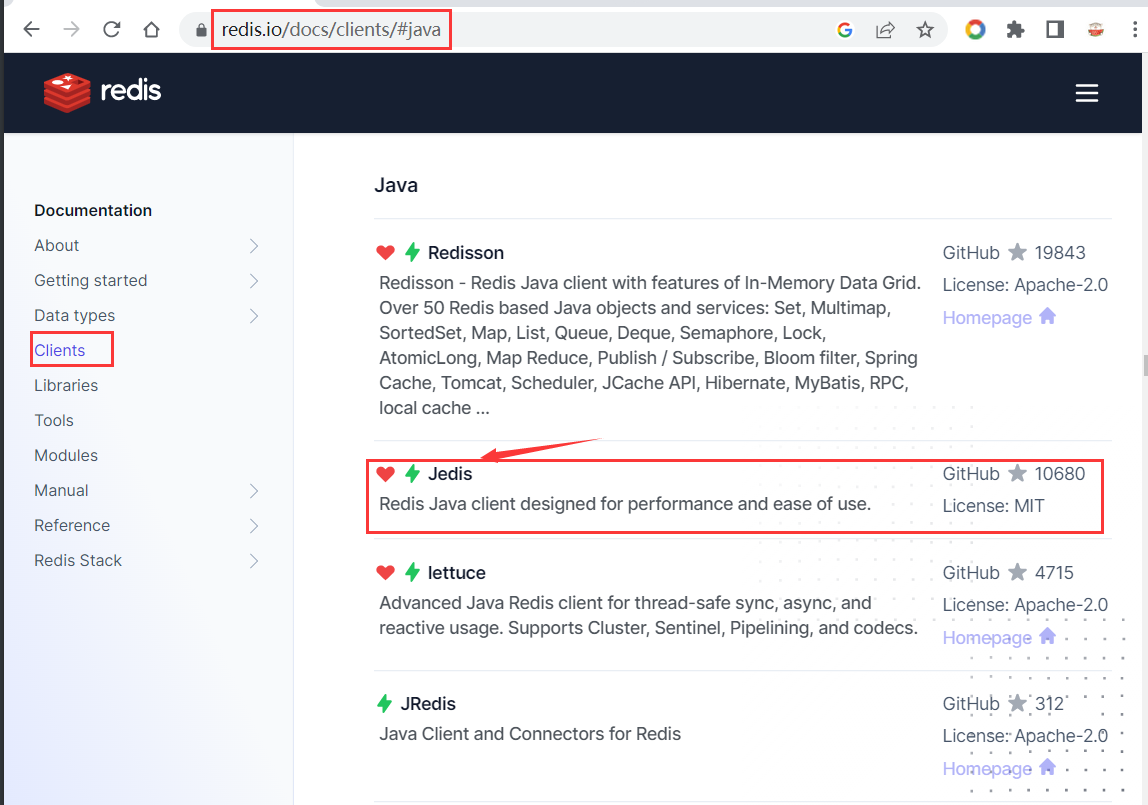 redis.io/docs/clients/#java
redis
Documentation
About
Getting started
Data types
Clients
Libraries
Tools
Modules
Manual
Reference
Redis Stack
Java
Redisson
GitHub 19843
Redisson - Redis Java client with features of In-Memory Data Grid.
License: Apache-2.0
Over 50 Redis based Java objects and services: Set, Multimap,
Homepage
SortedSet, Map, List, Queue, Deque, Semaphore, Lock,
AtomicLong, Map Reduce, Publish / Subscribe, Bloom filter, Spring
Cache, Tomcat, Scheduler, JCache API, Hibernate, MyBatis, RPC,
local cache ...
Jedis
GitHub 10680
Redis Java client designed for performance and ease of use.
License: MIT
lettuce
GitHub 4715
Advanced Java Redis client for thread-safe sync, async, and
License: Apache-2.0
reactive usage. Supports Cluster, Sentinel, Pipelining, and codecs.
Homepage
JRedis
GitHub 312
Java Client and Connectors for Redis
License: Apache-2.0
Homepage